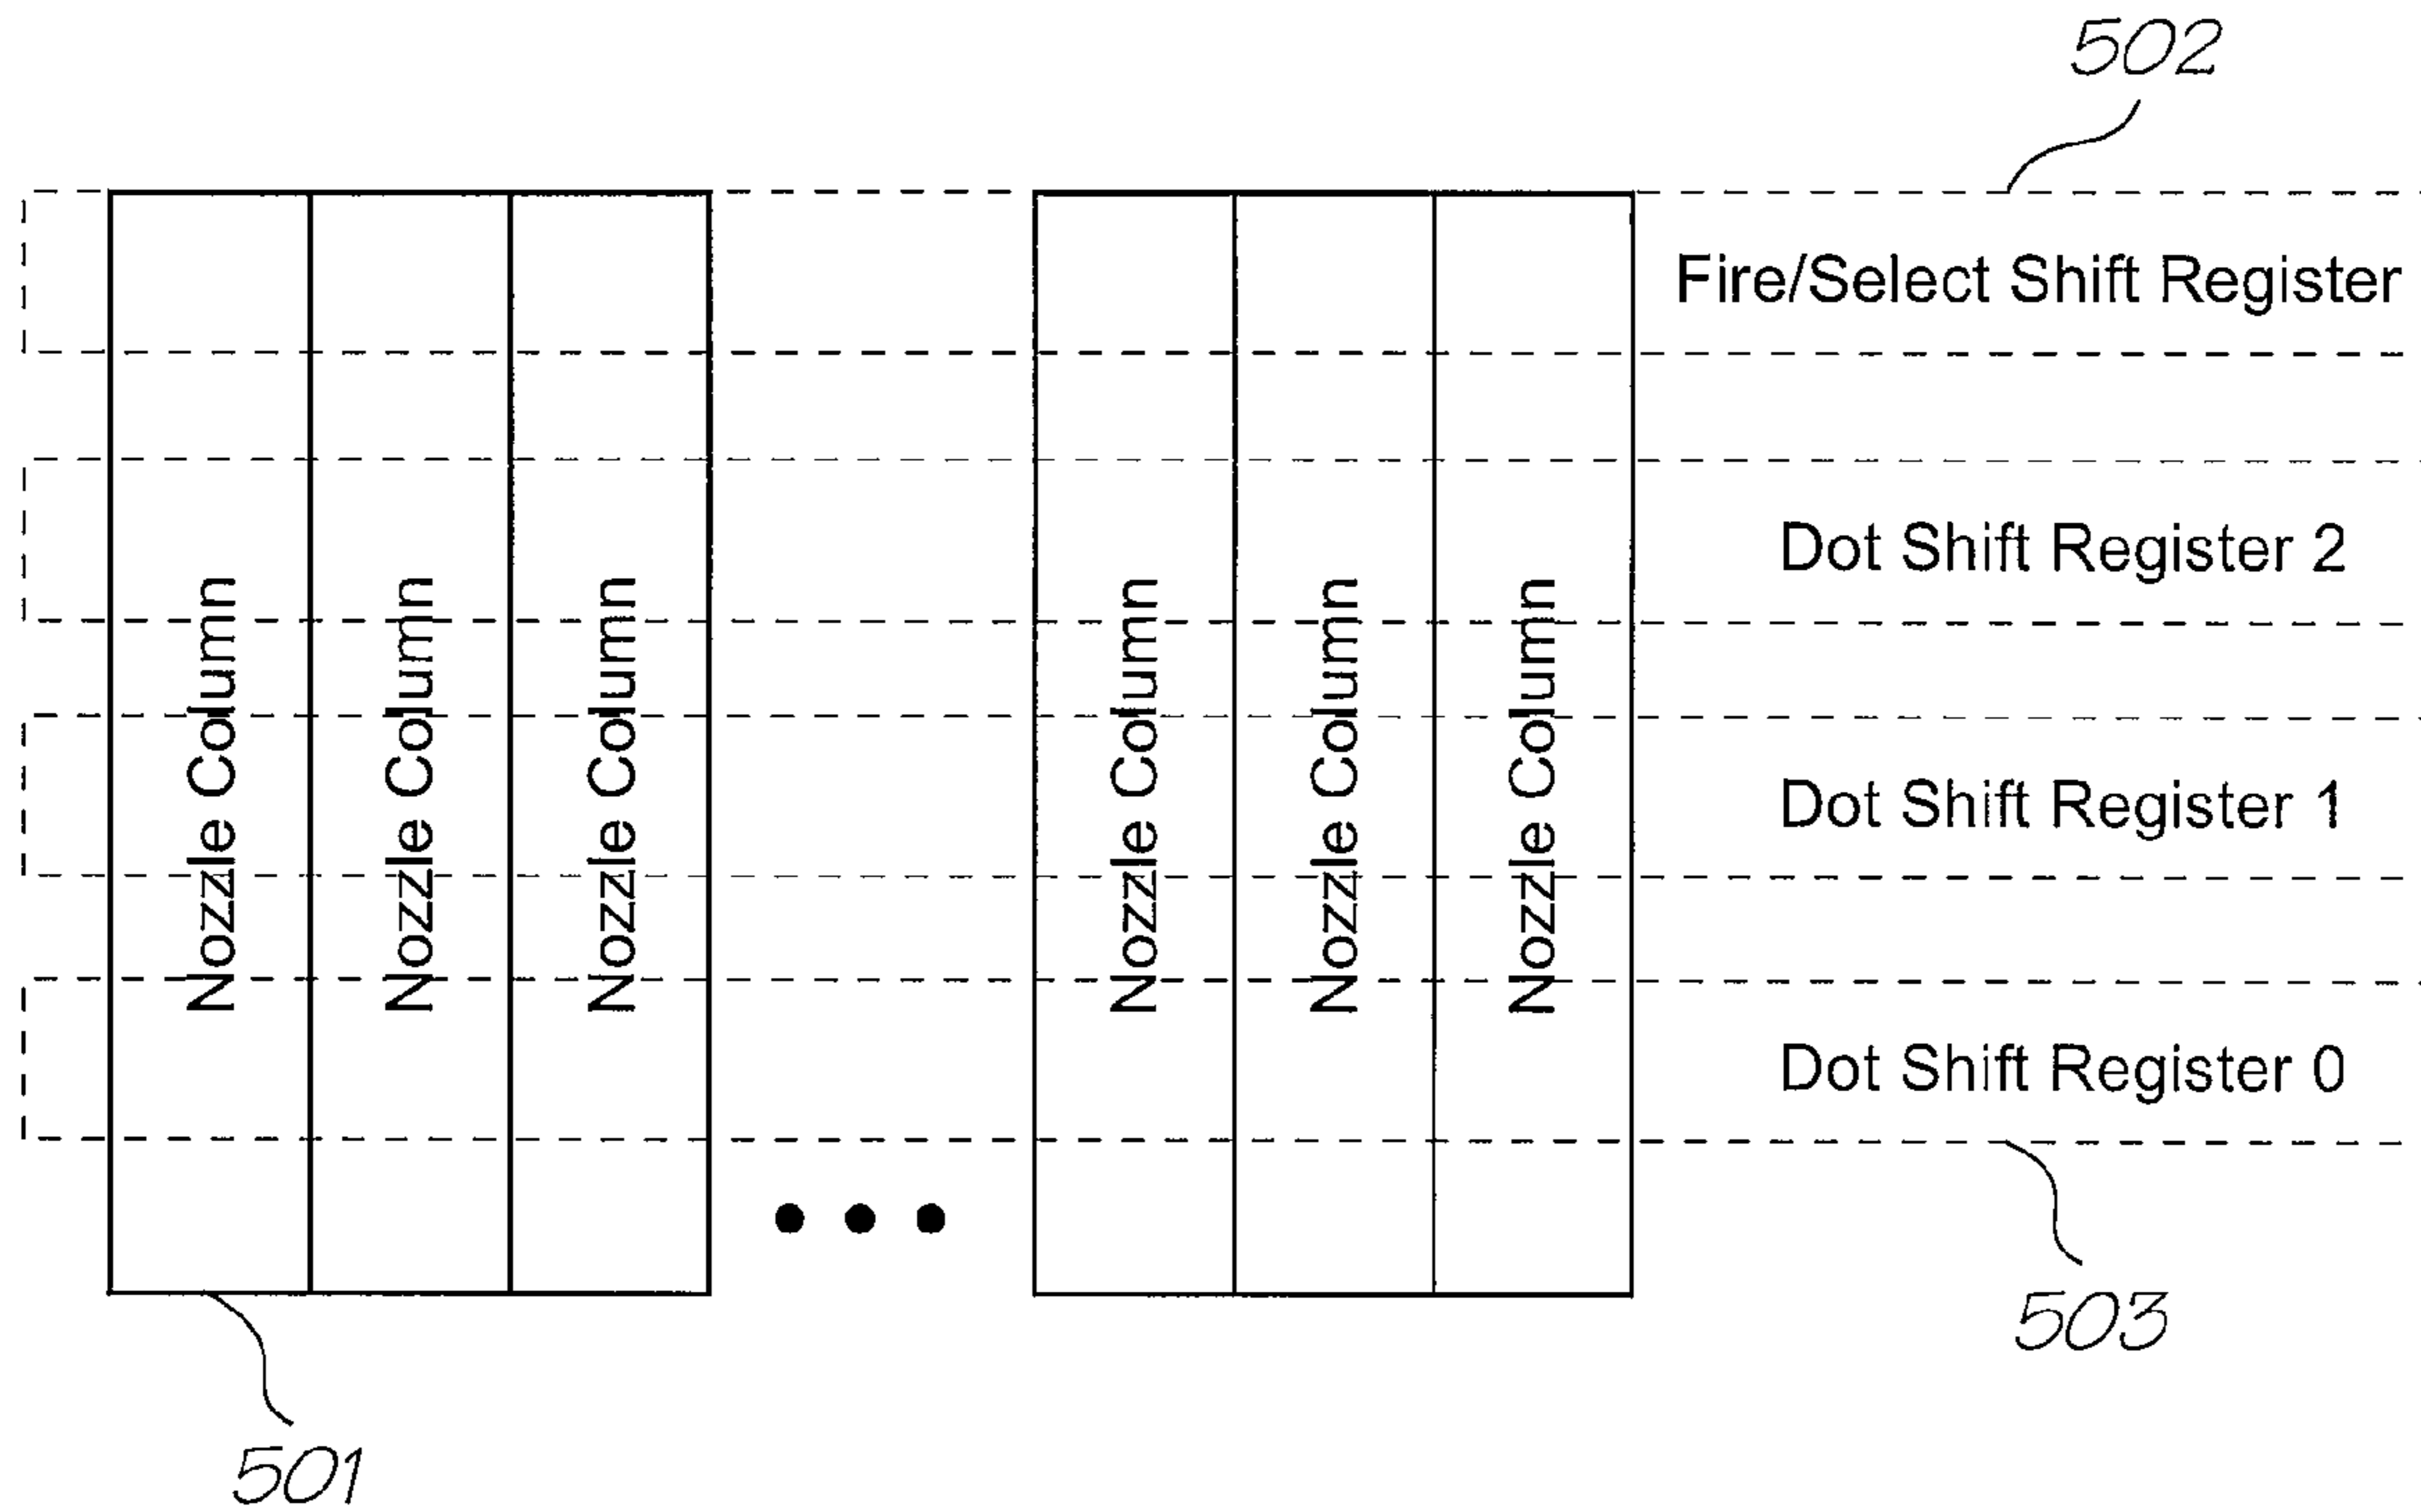 502
Fire/Select Shift Register
Dot Shift Register 2
Nozzle Column
Nozzle Column
Nozzle Column
Nozzle Column
Nozzle Column
Nozzle Column
Dot Shift Register 1
Dot Shift Register 0
503
501